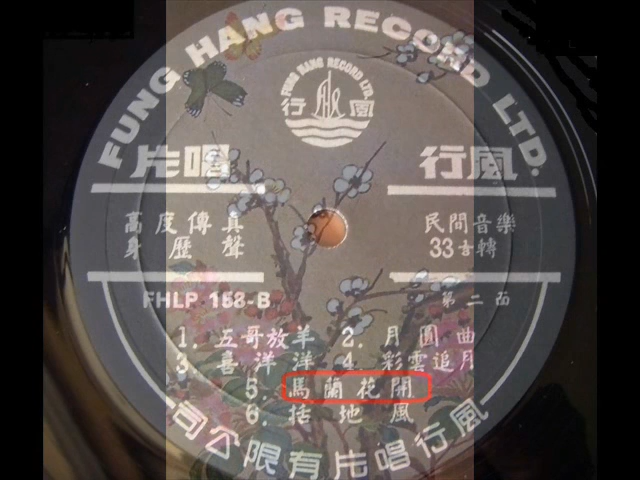 FUNG HANG RECORD LTD.
FUNG HANG RECORD LTD.
行 風
片唱 行風
高度傳真 民間音樂
身歷聲 33吉轉
FHLP 158-B 第二面
1. 五哥放羊 2. 月圓曲
3. 喜洋洋 4. 彩雲追月
5. 馬蘭花開
6. 括地風
司公限有片唱行風